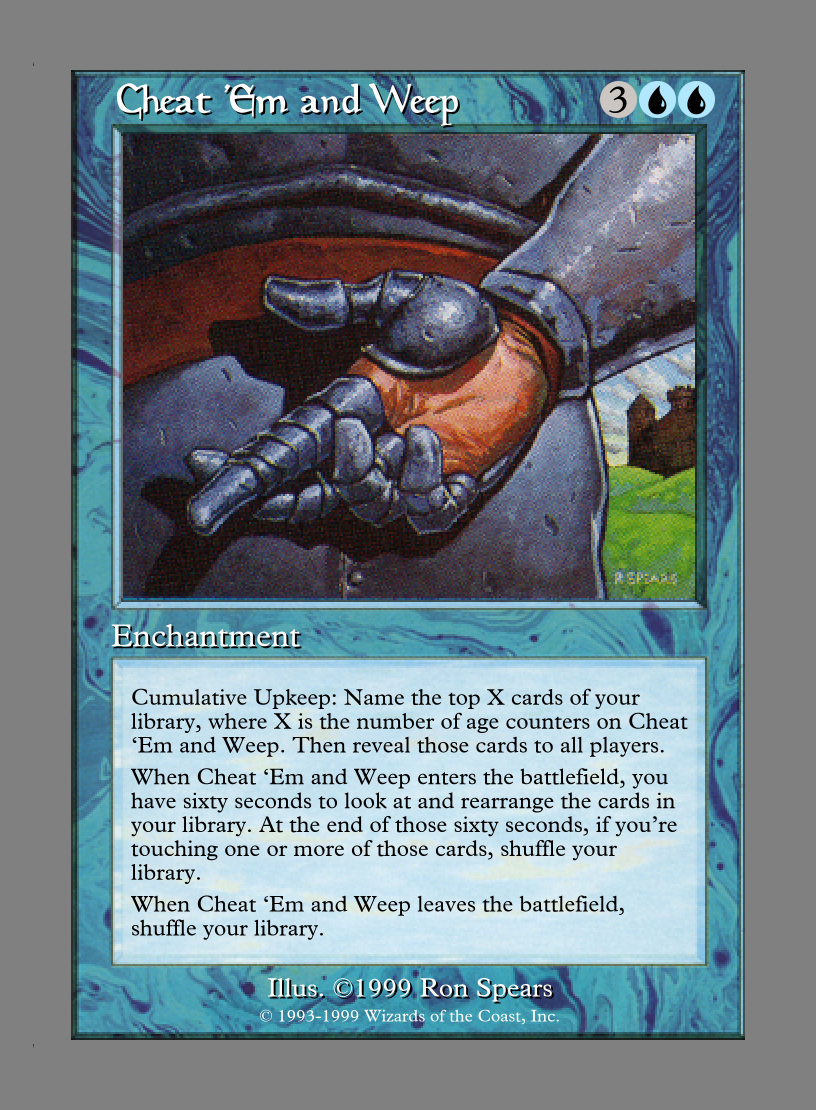 Cheat 'Em and Weep 3
R SPEARS
Enchantment
Cumulative Upkeep: Name the top X cards of your
library, where X is the number of age counters on Cheat
‘Em and Weep. Then reveal those cards to all players.
When Cheat ‘Em and Weep enters the battlefield, you
have sixty seconds to look at and rearrange the cards in
your library. At the end of those sixty seconds, if you’re
touching one or more of those cards, shuffle your
library.
When Cheat ‘Em and Weep leaves the battlefield,
shuffle your library.
Illus. ©1999 Ron Spears
© 1993-1999 Wizards of the Coast, Inc.